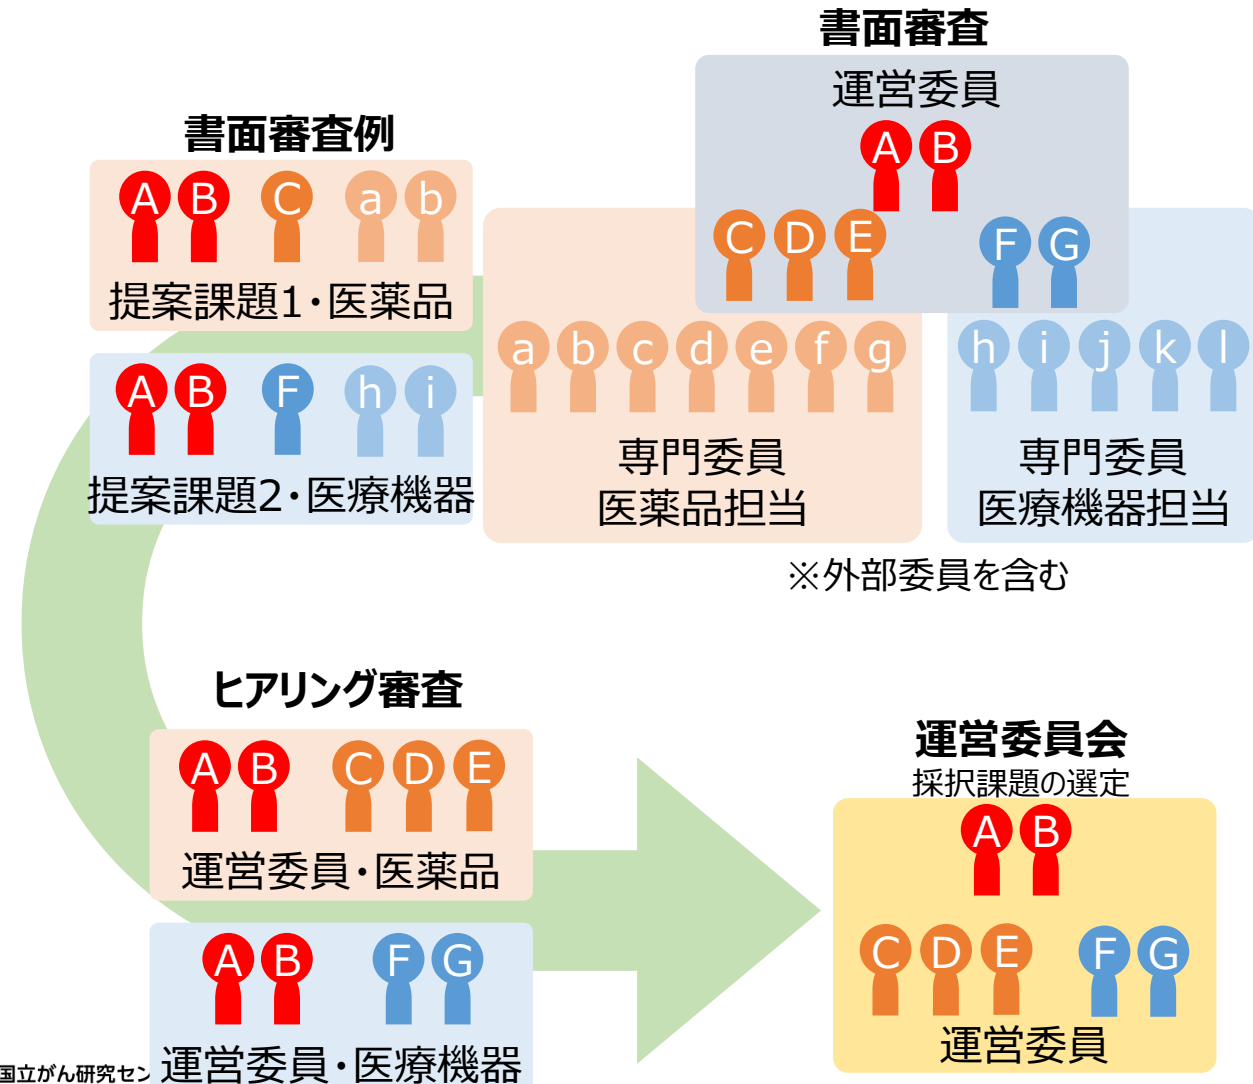 書面審査
運営委員
A B
C D E F G
a b c d e f g
専門委員
医薬品担当
h i j k l
専門委員
医療機器担当
※外部委員を含む
書面審査例
A B C a b
提案課題1・医薬品
A B F h i
提案課題2・医療機器
ヒアリング審査
A B C D E
運営委員・医薬品
A B F G
運営委員・医療機器
運営委員会
採択課題の選定
A B
C D E F G
運営委員
国立がん研究セン